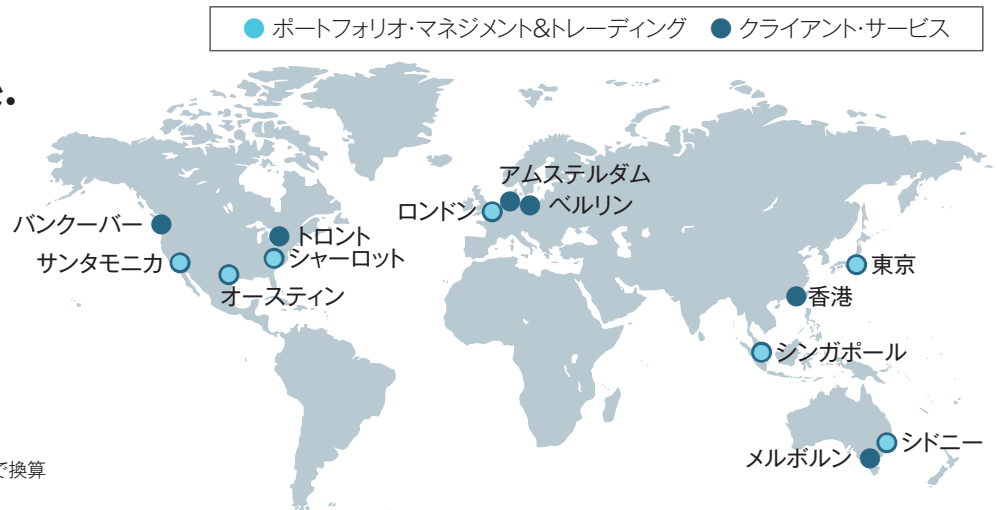 ポートフォリオ・マネジメント&トレーディング クライアント・サービス
アムステルダム
ロンドン
ベルリン
バンクーバー
トロント
サンタモニカ
シャーロット
オースティン
東京
香港
シンガポール
シドニー
メルボルン
で換算